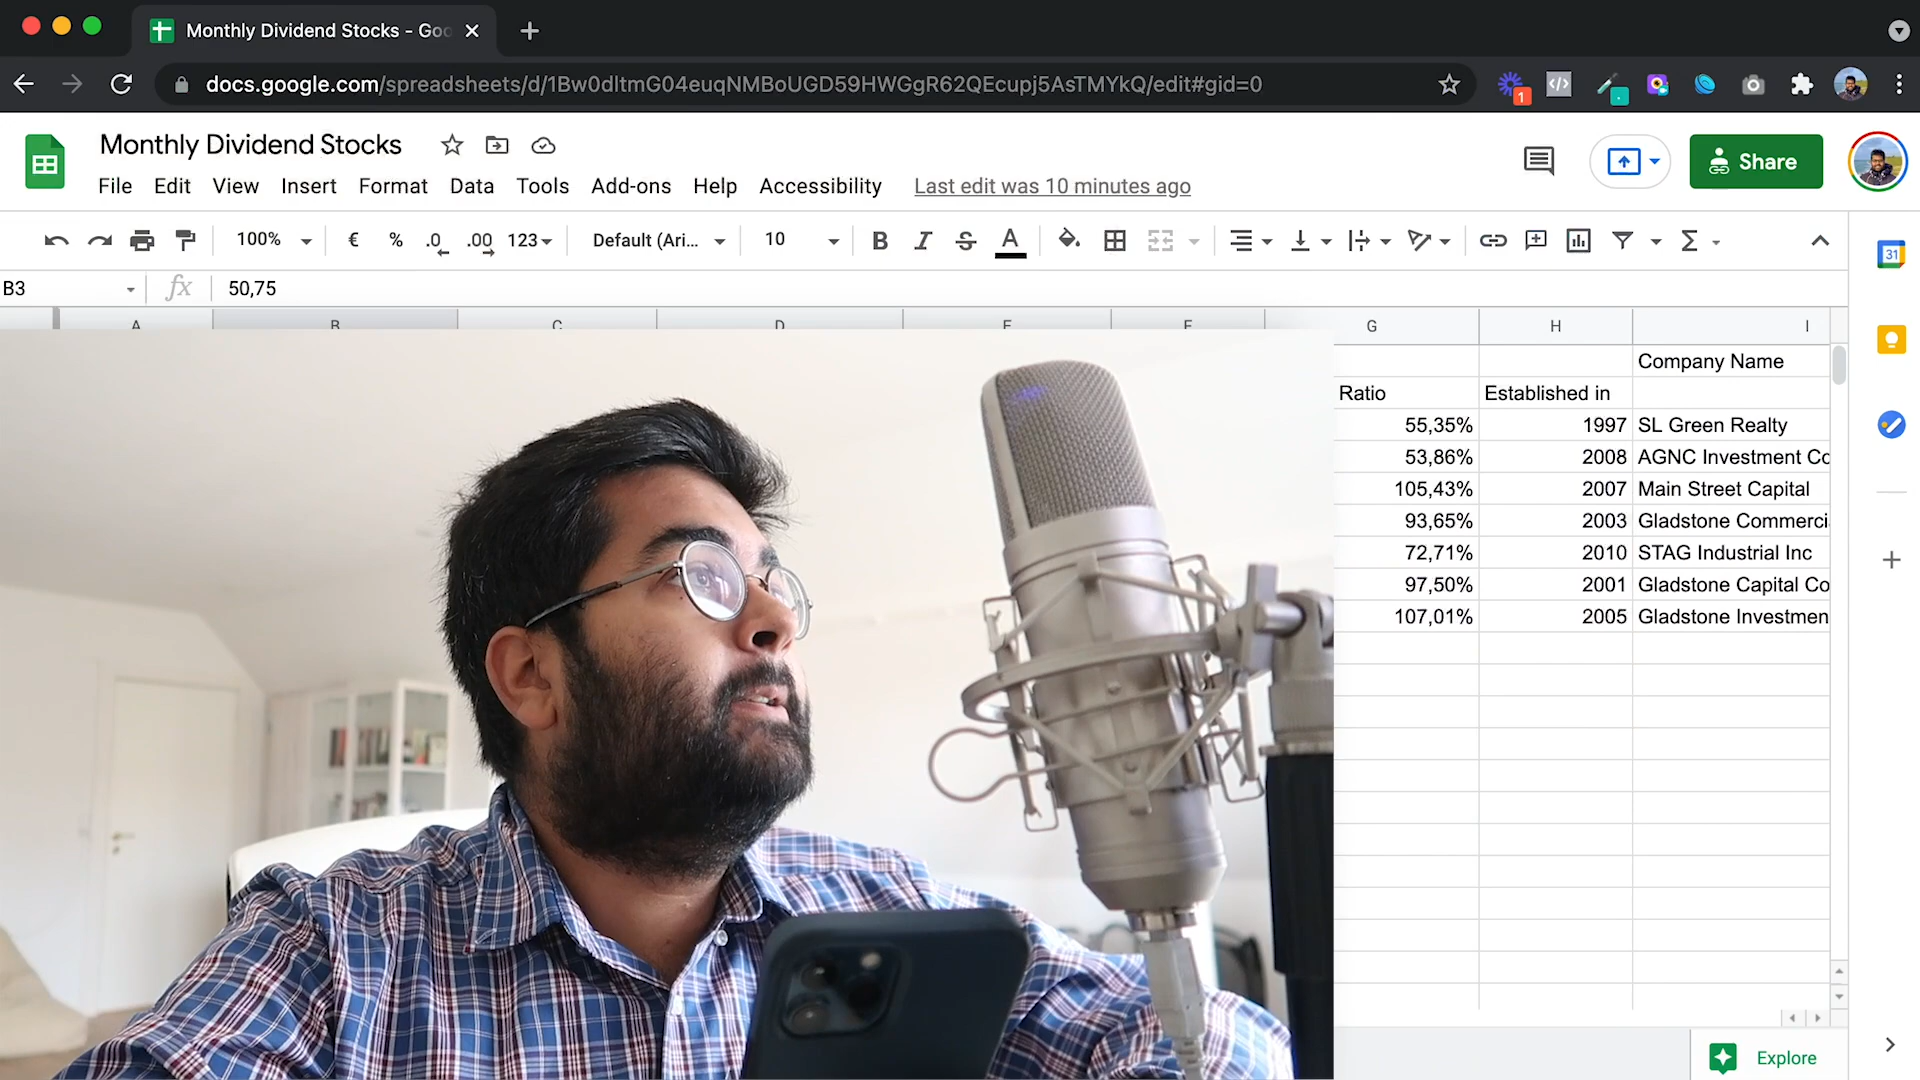 Monthly Dividend Stocks - Goo
docs.google.com/spreadsheets/d/1Bw0dltmG04euqNMBoUGD59HWGgR62QEcupj5AsTMYkQ/edit#gid=0
1
Monthly Dividend Stocks
File Edit View Insert Format Data Tools Add-ons Help Accessibility Last edit was 10 minutes ago
Share
100% € % .0 .00 123 Default (Ari... 10 B I S A
31
B3 fx 50,75
A B C D E F G H I
Company Name
Ratio Established in
55,35% 1997 SL Green Realty
53,86% 2008 AGNC Investment Co
105,43% 2007 Main Street Capital
93,65% 2003 Gladstone Commerci
72,71% 2010 STAG Industrial Inc
97,50% 2001 Gladstone Capital Co
107,01% 2005 Gladstone Investmen
Explore